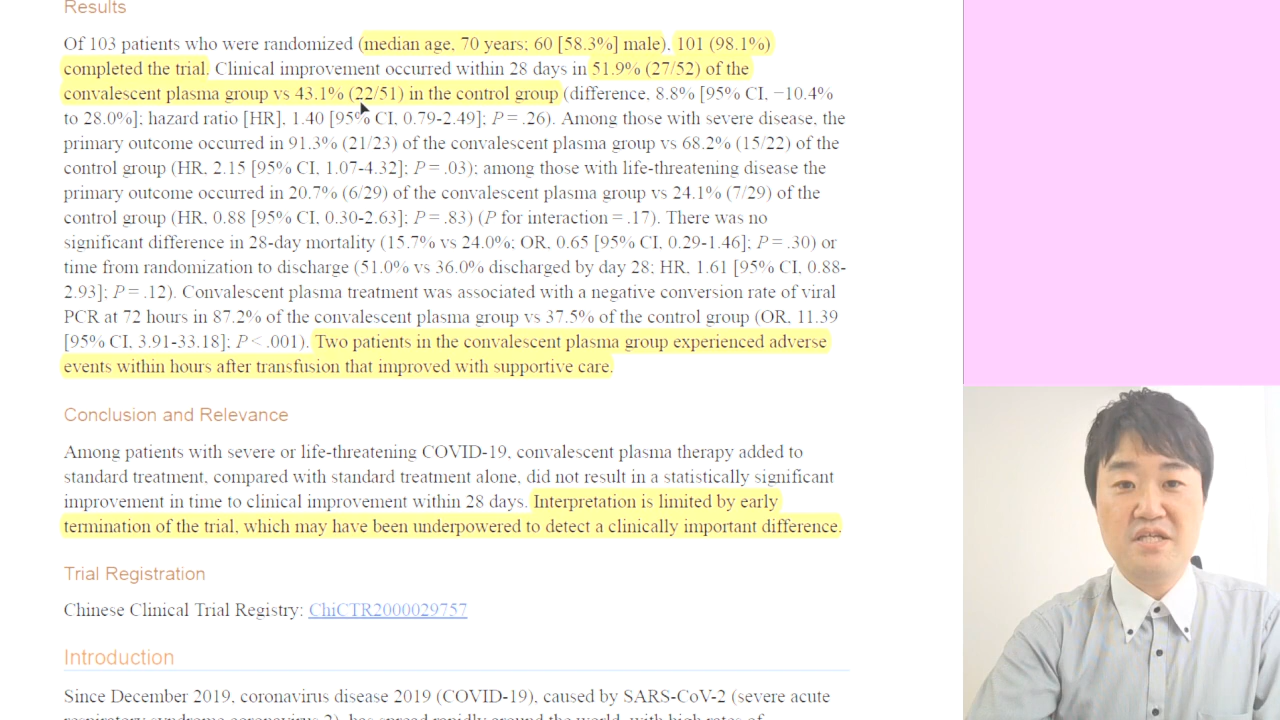 Results
Of 103 patients who were randomized (median age, 70 years; 60 [58.3%] male), 101 (98.1%)
completed the trial. Clinical improvement occurred within 28 days in 51.9% (27/52) of the
convalescent plasma group vs 43.1% (22/51) in the control group (difference, 8.8% [95% CI, −10.4%
to 28.0%]; hazard ratio [HR], 1.40 [95% CI, 0.79-2.49]; P = .26). Among those with severe disease, the
primary outcome occurred in 91.3% (21/23) of the convalescent plasma group vs 68.2% (15/22) of the
control group (HR, 2.15 [95% CI, 1.07-4.32]; P = .03); among those with life-threatening disease the
primary outcome occurred in 20.7% (6/29) of the convalescent plasma group vs 24.1% (7/29) of the
control group (HR, 0.88 [95% CI, 0.30-2.63]; P = .83) (P for interaction = .17). There was no
significant difference in 28-day mortality (15.7% vs 24.0%; OR, 0.65 [95% CI, 0.29-1.46]; P = .30) or
time from randomization to discharge (51.0% vs 36.0% discharged by day 28; HR, 1.61 [95% CI, 0.88-
2.93]; P = .12). Convalescent plasma treatment was associated with a negative conversion rate of viral
PCR at 72 hours in 87.2% of the convalescent plasma group vs 37.5% of the control group (OR, 11.39
[95% CI, 3.91-33.18]; P < .001). Two patients in the convalescent plasma group experienced adverse
events within hours after transfusion that improved with supportive care.
Conclusion and Relevance
Among patients with severe or life-threatening COVID-19, convalescent plasma therapy added to
standard treatment, compared with standard treatment alone, did not result in a statistically significant
improvement in time to clinical improvement within 28 days. Interpretation is limited by early
termination of the trial, which may have been underpowered to detect a clinically important difference.
Trial Registration
Chinese Clinical Trial Registry: ChiCTR2000029757
Introduction
Since December 2019, coronavirus disease 2019 (COVID-19), caused by SARS-CoV-2 (severe acute
respiratory syndrome coronavirus 2), has spread rapidly around the world, with high rates of